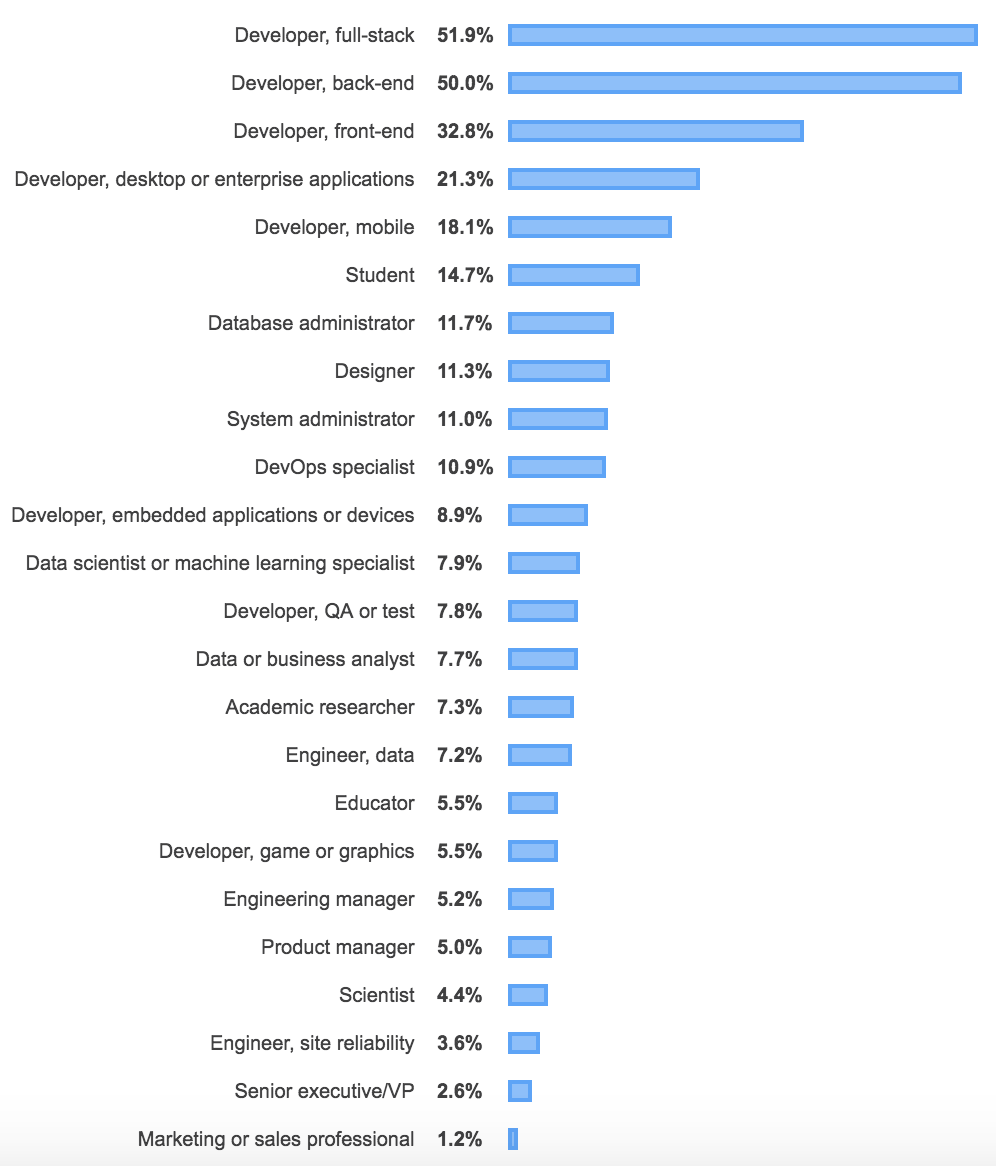 Developer, full-stack 51.9%
Developer, back-end 50.0%
Developer, front-end 32.8%
Developer, desktop or enterprise applications 21.3%
Developer, mobile 18.1%
Student 14.7%
Database administrator 11.7%
Designer 11.3%
System administrator 11.0%
DevOps specialist 10.9%
Developer, embedded applications or devices 8.9%
Data scientist or machine learning specialist 7.9%
Developer, QA or test 7.8%
Data or business analyst 7.7%
Academic researcher 7.3%
Engineer, data 7.2%
Educator 5.5%
Developer, game or graphics 5.5%
Engineering manager 5.2%
Product manager 5.0%
Scientist 4.4%
Engineer, site reliability 3.6%
Senior executive/VP 2.6%
Marketing or sales professional 1.2%